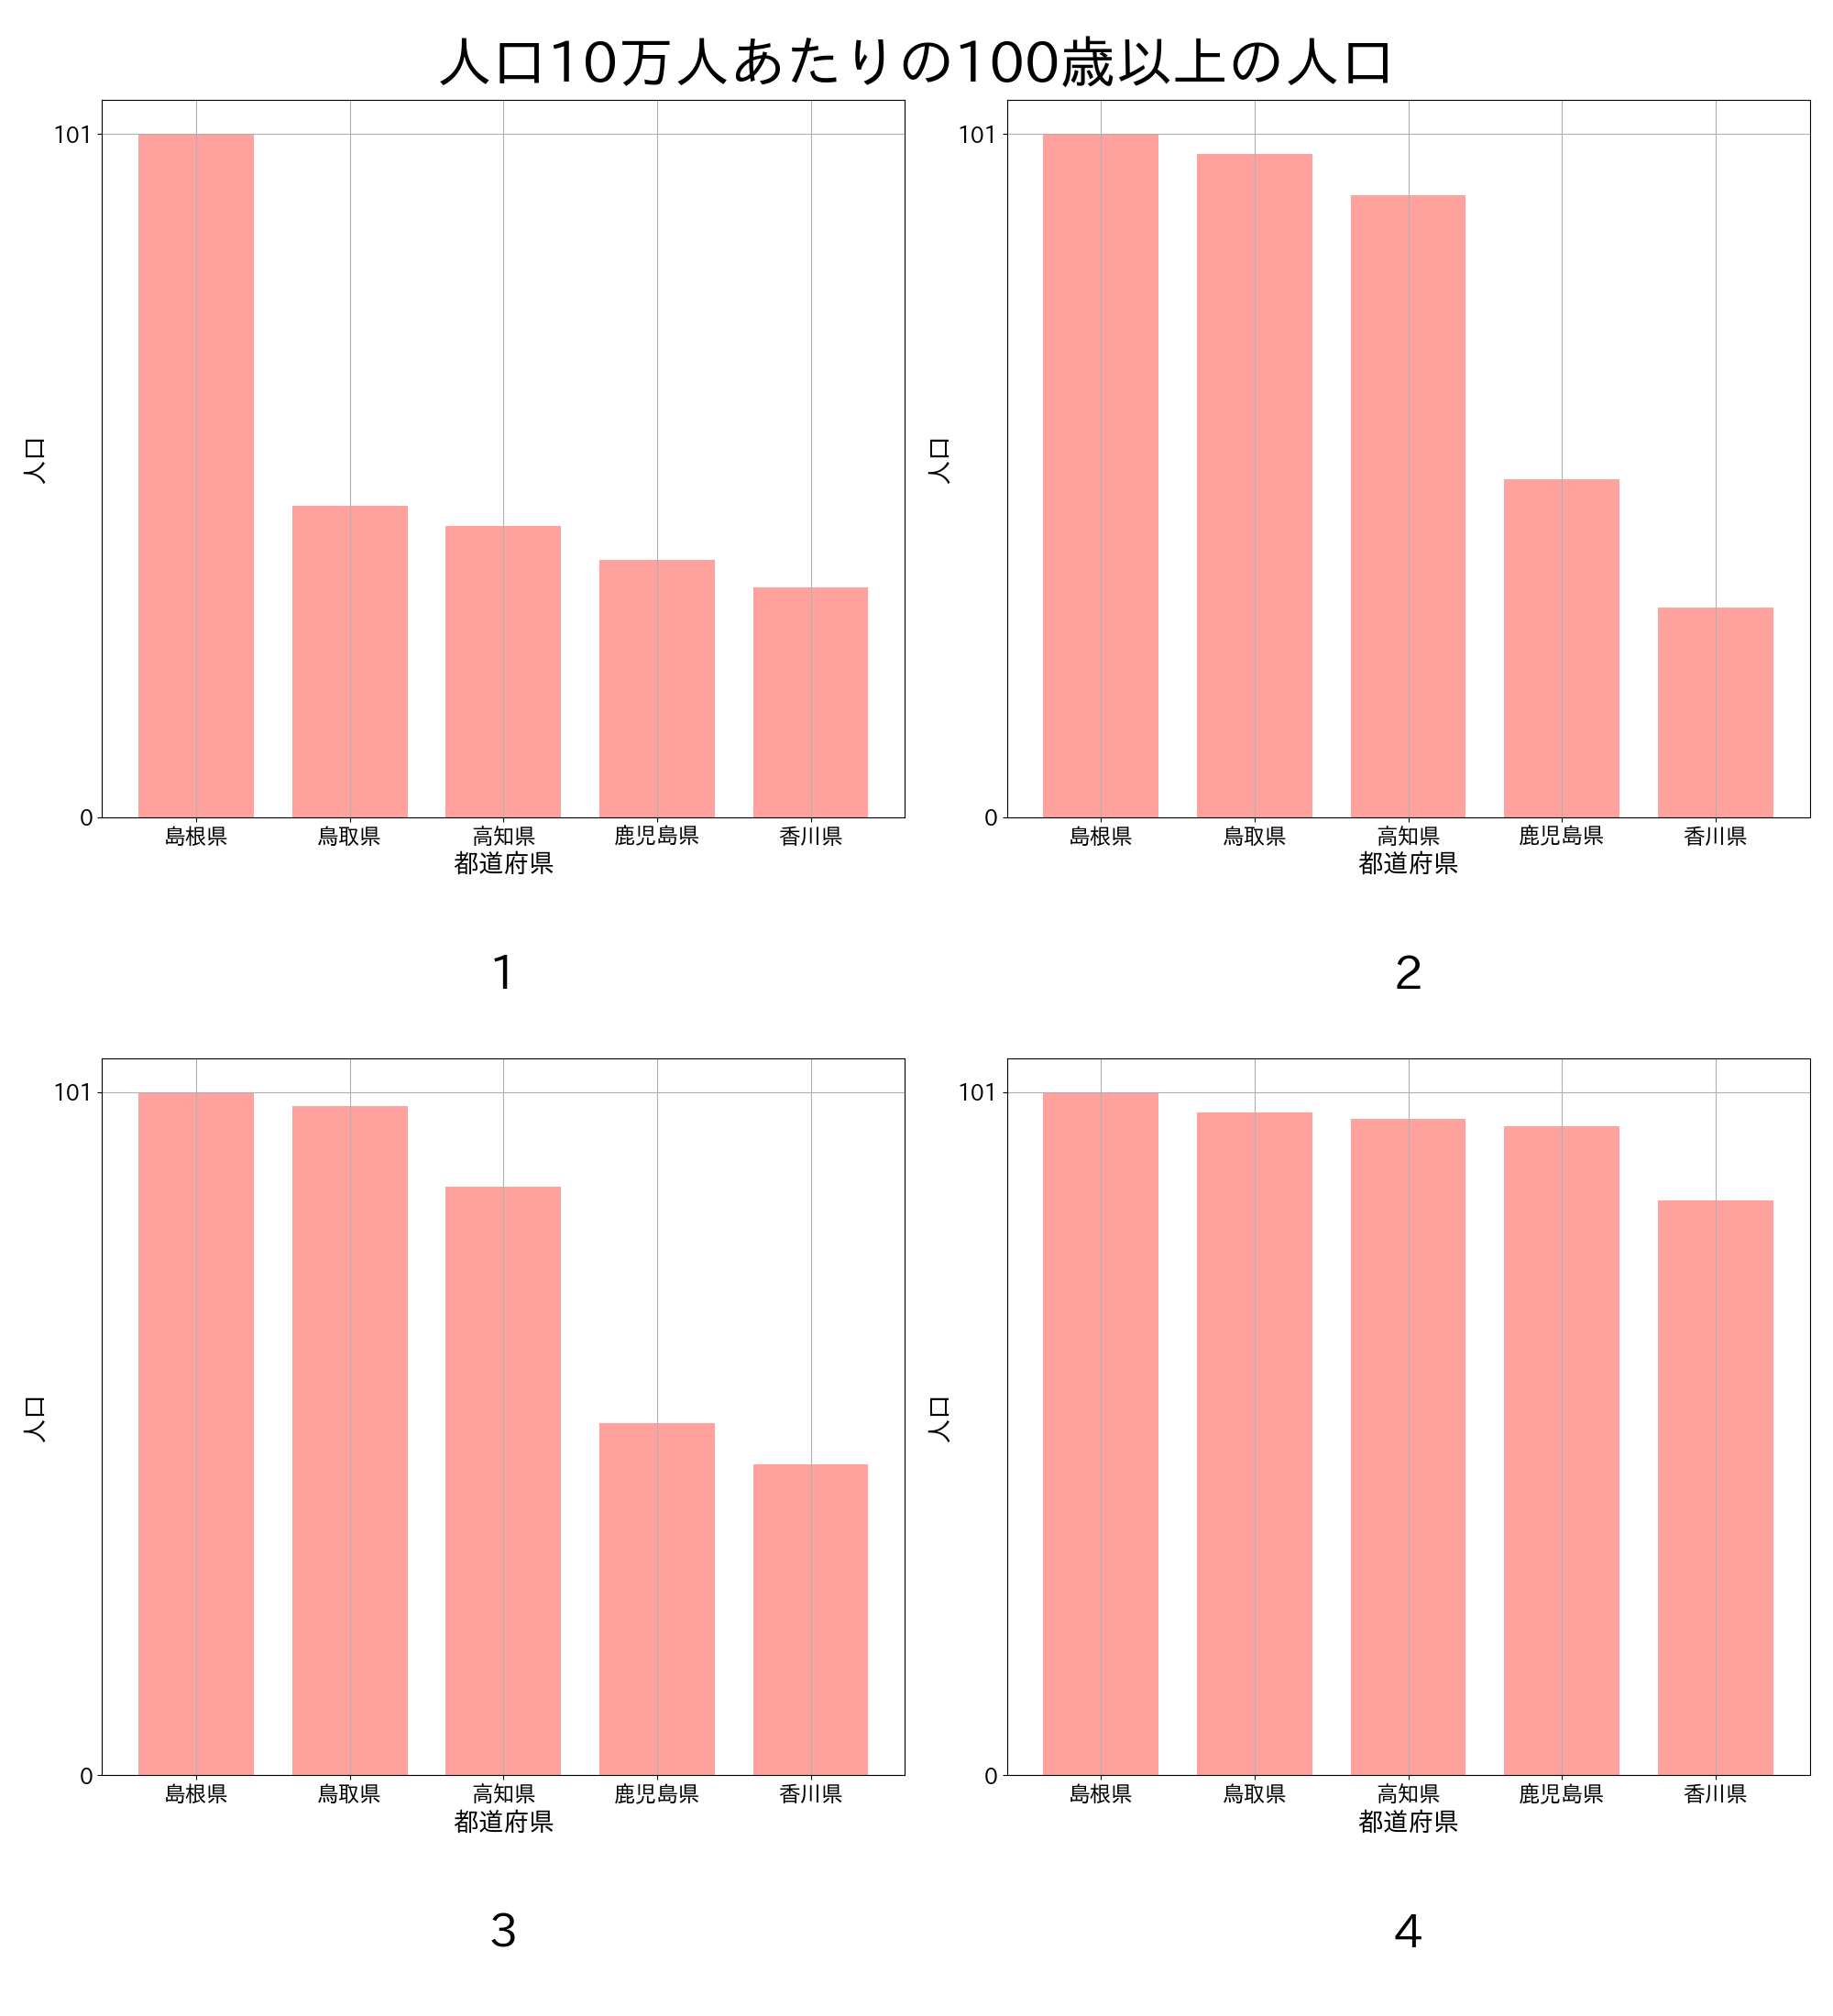 人口10万人あたりの100歳以上の人口
101
0
人口
島根県 鳥取県 高知県 鹿児島県 香川県
都道府県
1
101
0
人口
島根県 鳥取県 高知県 鹿児島県 香川県
都道府県
2
101
0
人口
島根県 鳥取県 高知県 鹿児島県 香川県
都道府県
3
101
0
人口
島根県 鳥取県 高知県 鹿児島県 香川県
都道府県
4